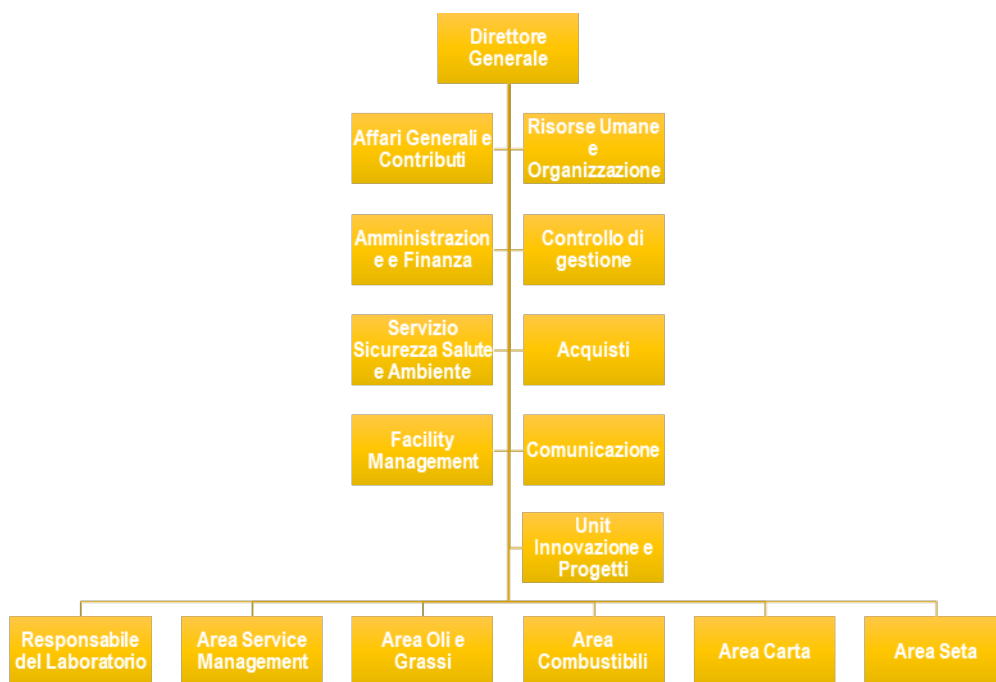 Direttore
Generale
Affari Generali e
Contributi
Risorse Umane
e
Organizzazione
Amministrazion
e e Finanza
Controllo di
gestione
Servizio
Sicurezza Salute
e Ambiente
Acquisti
Facility
Management
Comunicazione
Unit
Innovazione e
Progetti
Responsabile
del Laboratorio
Area Service
Management
Area Oli e
Grassi
Area
Combustibili
Area Carta
Area Seta